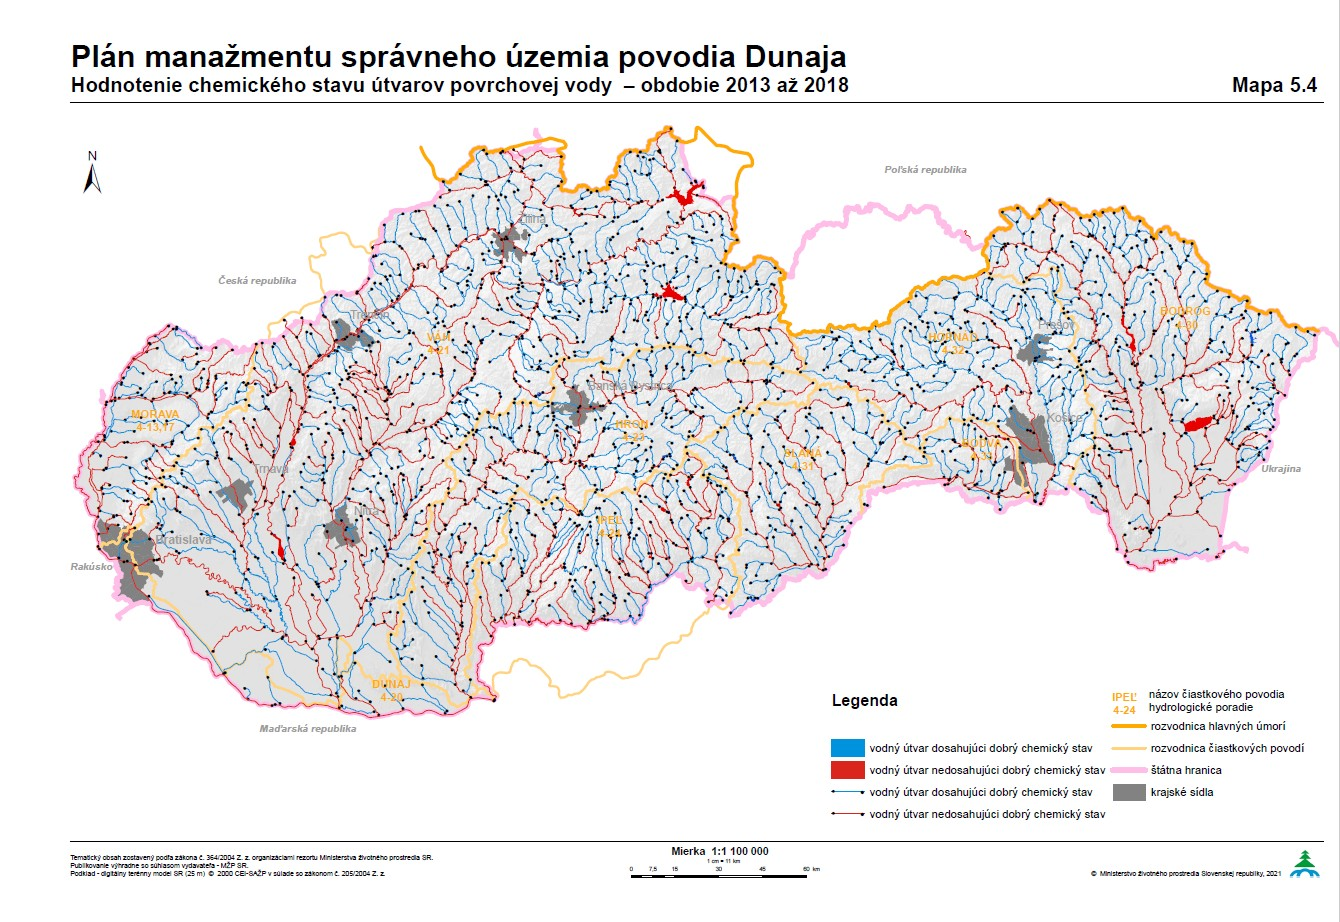 Plán manažmentu správneho územia povodia Dunaja
Hodnotenie chemického stavu útvarov povrchovej vody – obdobie 2013 až 2018
Mapa 5.4
N
Poľská republika
Česká republika
Žilina
Trenčín
VÁH
4-21
Prešov
HORNÁD
4-32
BODROG
4-30
Banská Bystrica
MORAVA
4-13,17
HRON
4-23
Košice
BODVA
4-33
SLANÁ
4-31
Trnava
Ukrajina
Nitra
IPEĽ
4-24
Bratislava
Rakúsko
DUNAJ
4-20
Maďarská republika
Legenda
vodný útvar dosahujúci dobrý chemický stav
vodný útvar nedosahujúci dobrý chemický stav
vodný útvar dosahujúci dobrý chemický stav
vodný útvar nedosahujúci dobrý chemický stav
IPEĽ
4-24
názov čiastkového povodia
hydrologické poradie
rozvodnica hlavných úmorí
rozvodnica čiastkových povodí
štátna hranica
krajské sídla
Tematický obsah zostavený podľa zákona č. 364/2004 Z. z. organizáciami rezortu Ministerstva životného prostredia SR.
Publikovanie výhradne so súhlasom vydavateľa - MŽP SR.
Podklad - digitálny terénny model SR (25 m) © 2000 CEI-SAŽP v súlade so zákonom č. 205/2004 Z. z.
Mierka 1:1 100 000
1 cm = 11 km
0 7,5 15 30 45 60 km
© Ministerstvo životného prostredia Slovenskej republiky, 2021